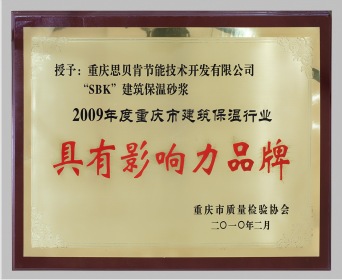 授予：重庆思贝肯节能技术开发有限公司
“SBK”建筑保温砂浆
2009年度重庆市建筑保温行业
具有影响力品牌
重庆市质量检验协会
二〇一〇年二月